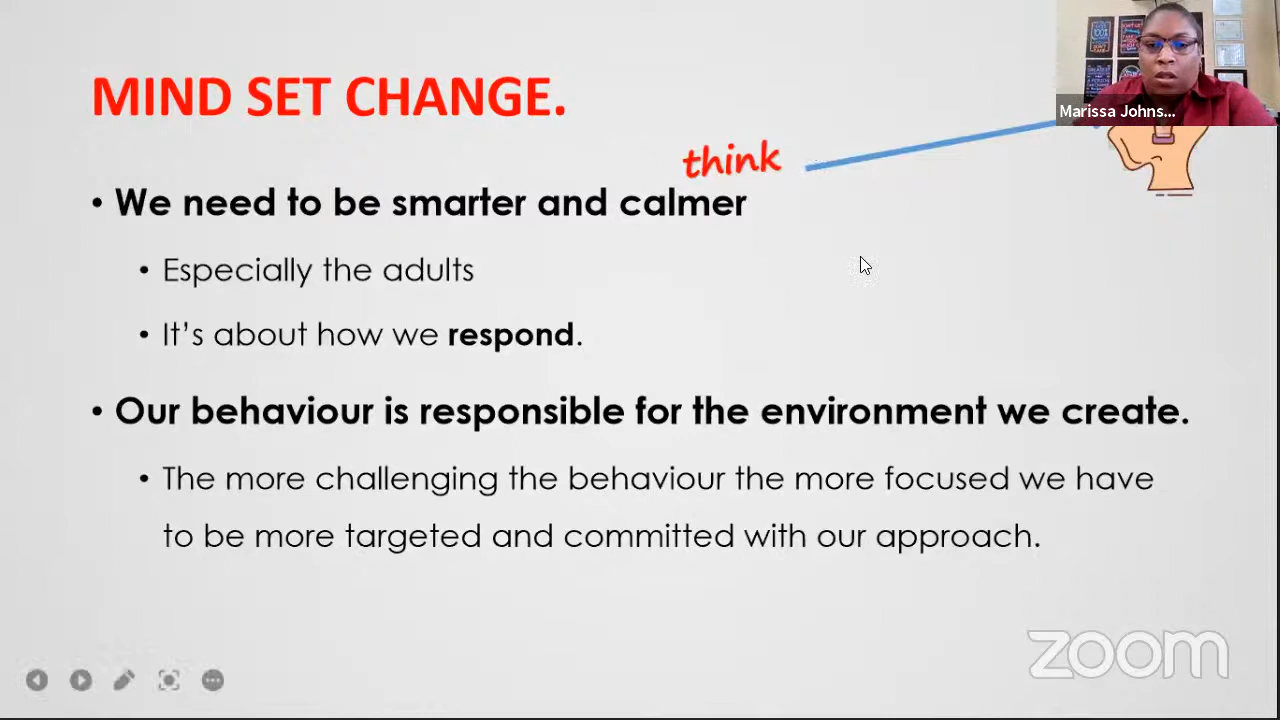 MIND SET CHANGE.
think
• We need to be smarter and calmer
• Especially the adults
• It's about how we respond.
• Our behaviour is responsible for the environment we create.
• The more challenging the behaviour the more focused we have
to be more targeted and committed with our approach.
Marissa Johns...
zoom